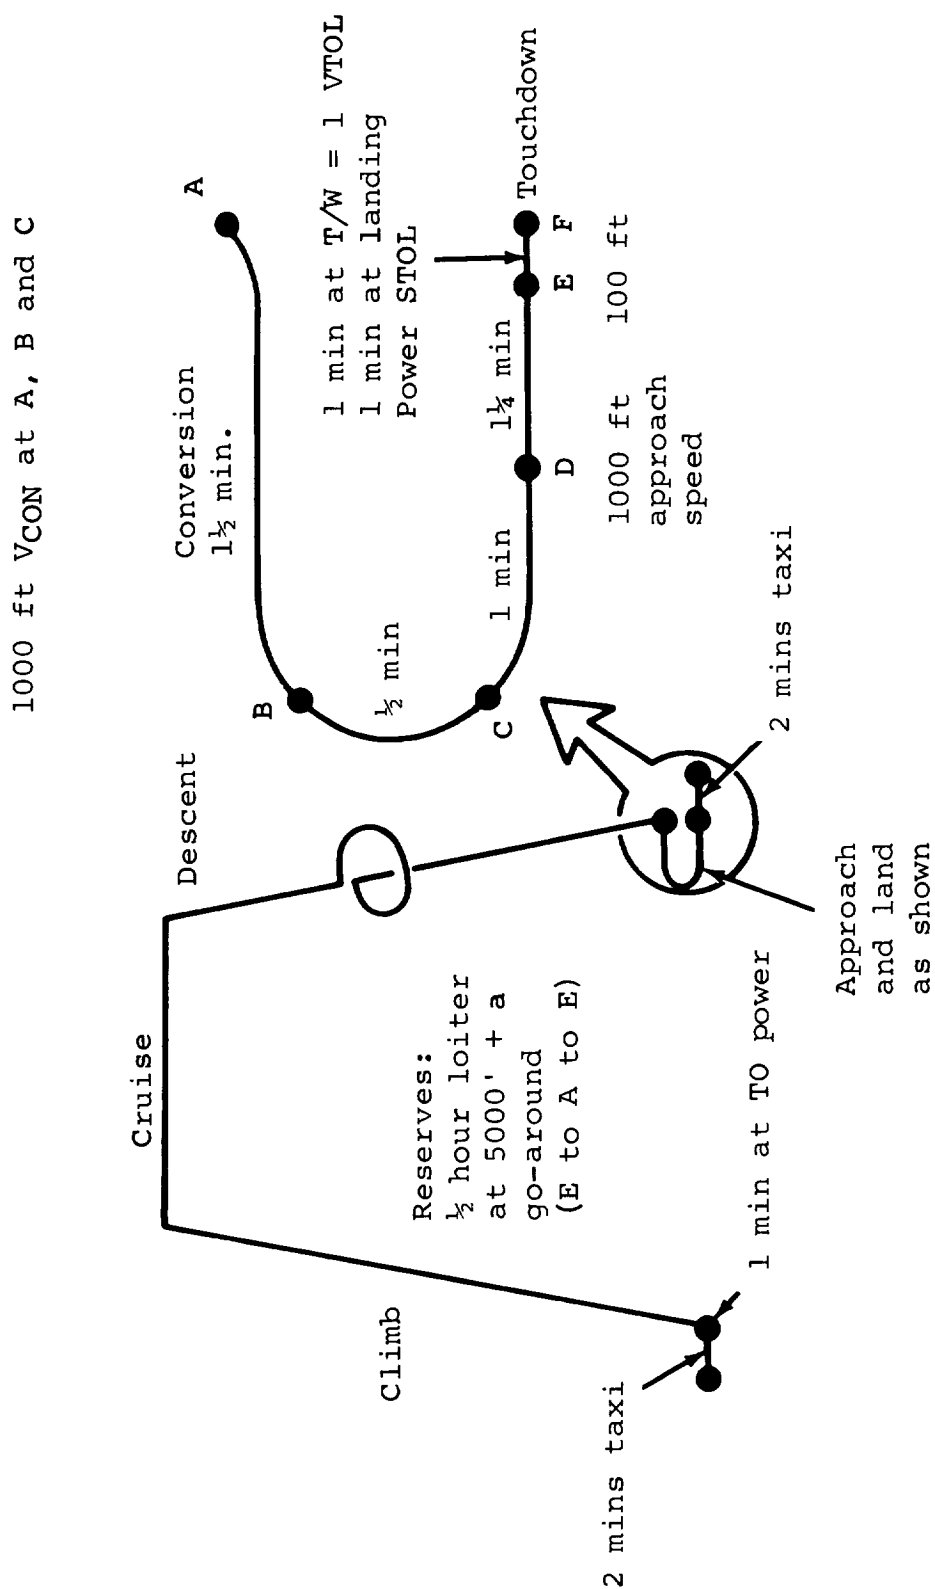 1000 ft VCON at A, B and C
A
Conversion
1½ min.
B
½ min
C
1 min at T/W = 1 VTOL
1 min at landing
Power STOL
1 min
D
1¼ min
E
F
Touchdown
1000 ft
approach
speed
100 ft
Cruise
Descent
Climb
Reserves:
½ hour loiter
at 5000' + a
go-around
(E to A to E)
2 mins taxi
1 min at TO power
Approach
and land
as shown
2 mins taxi